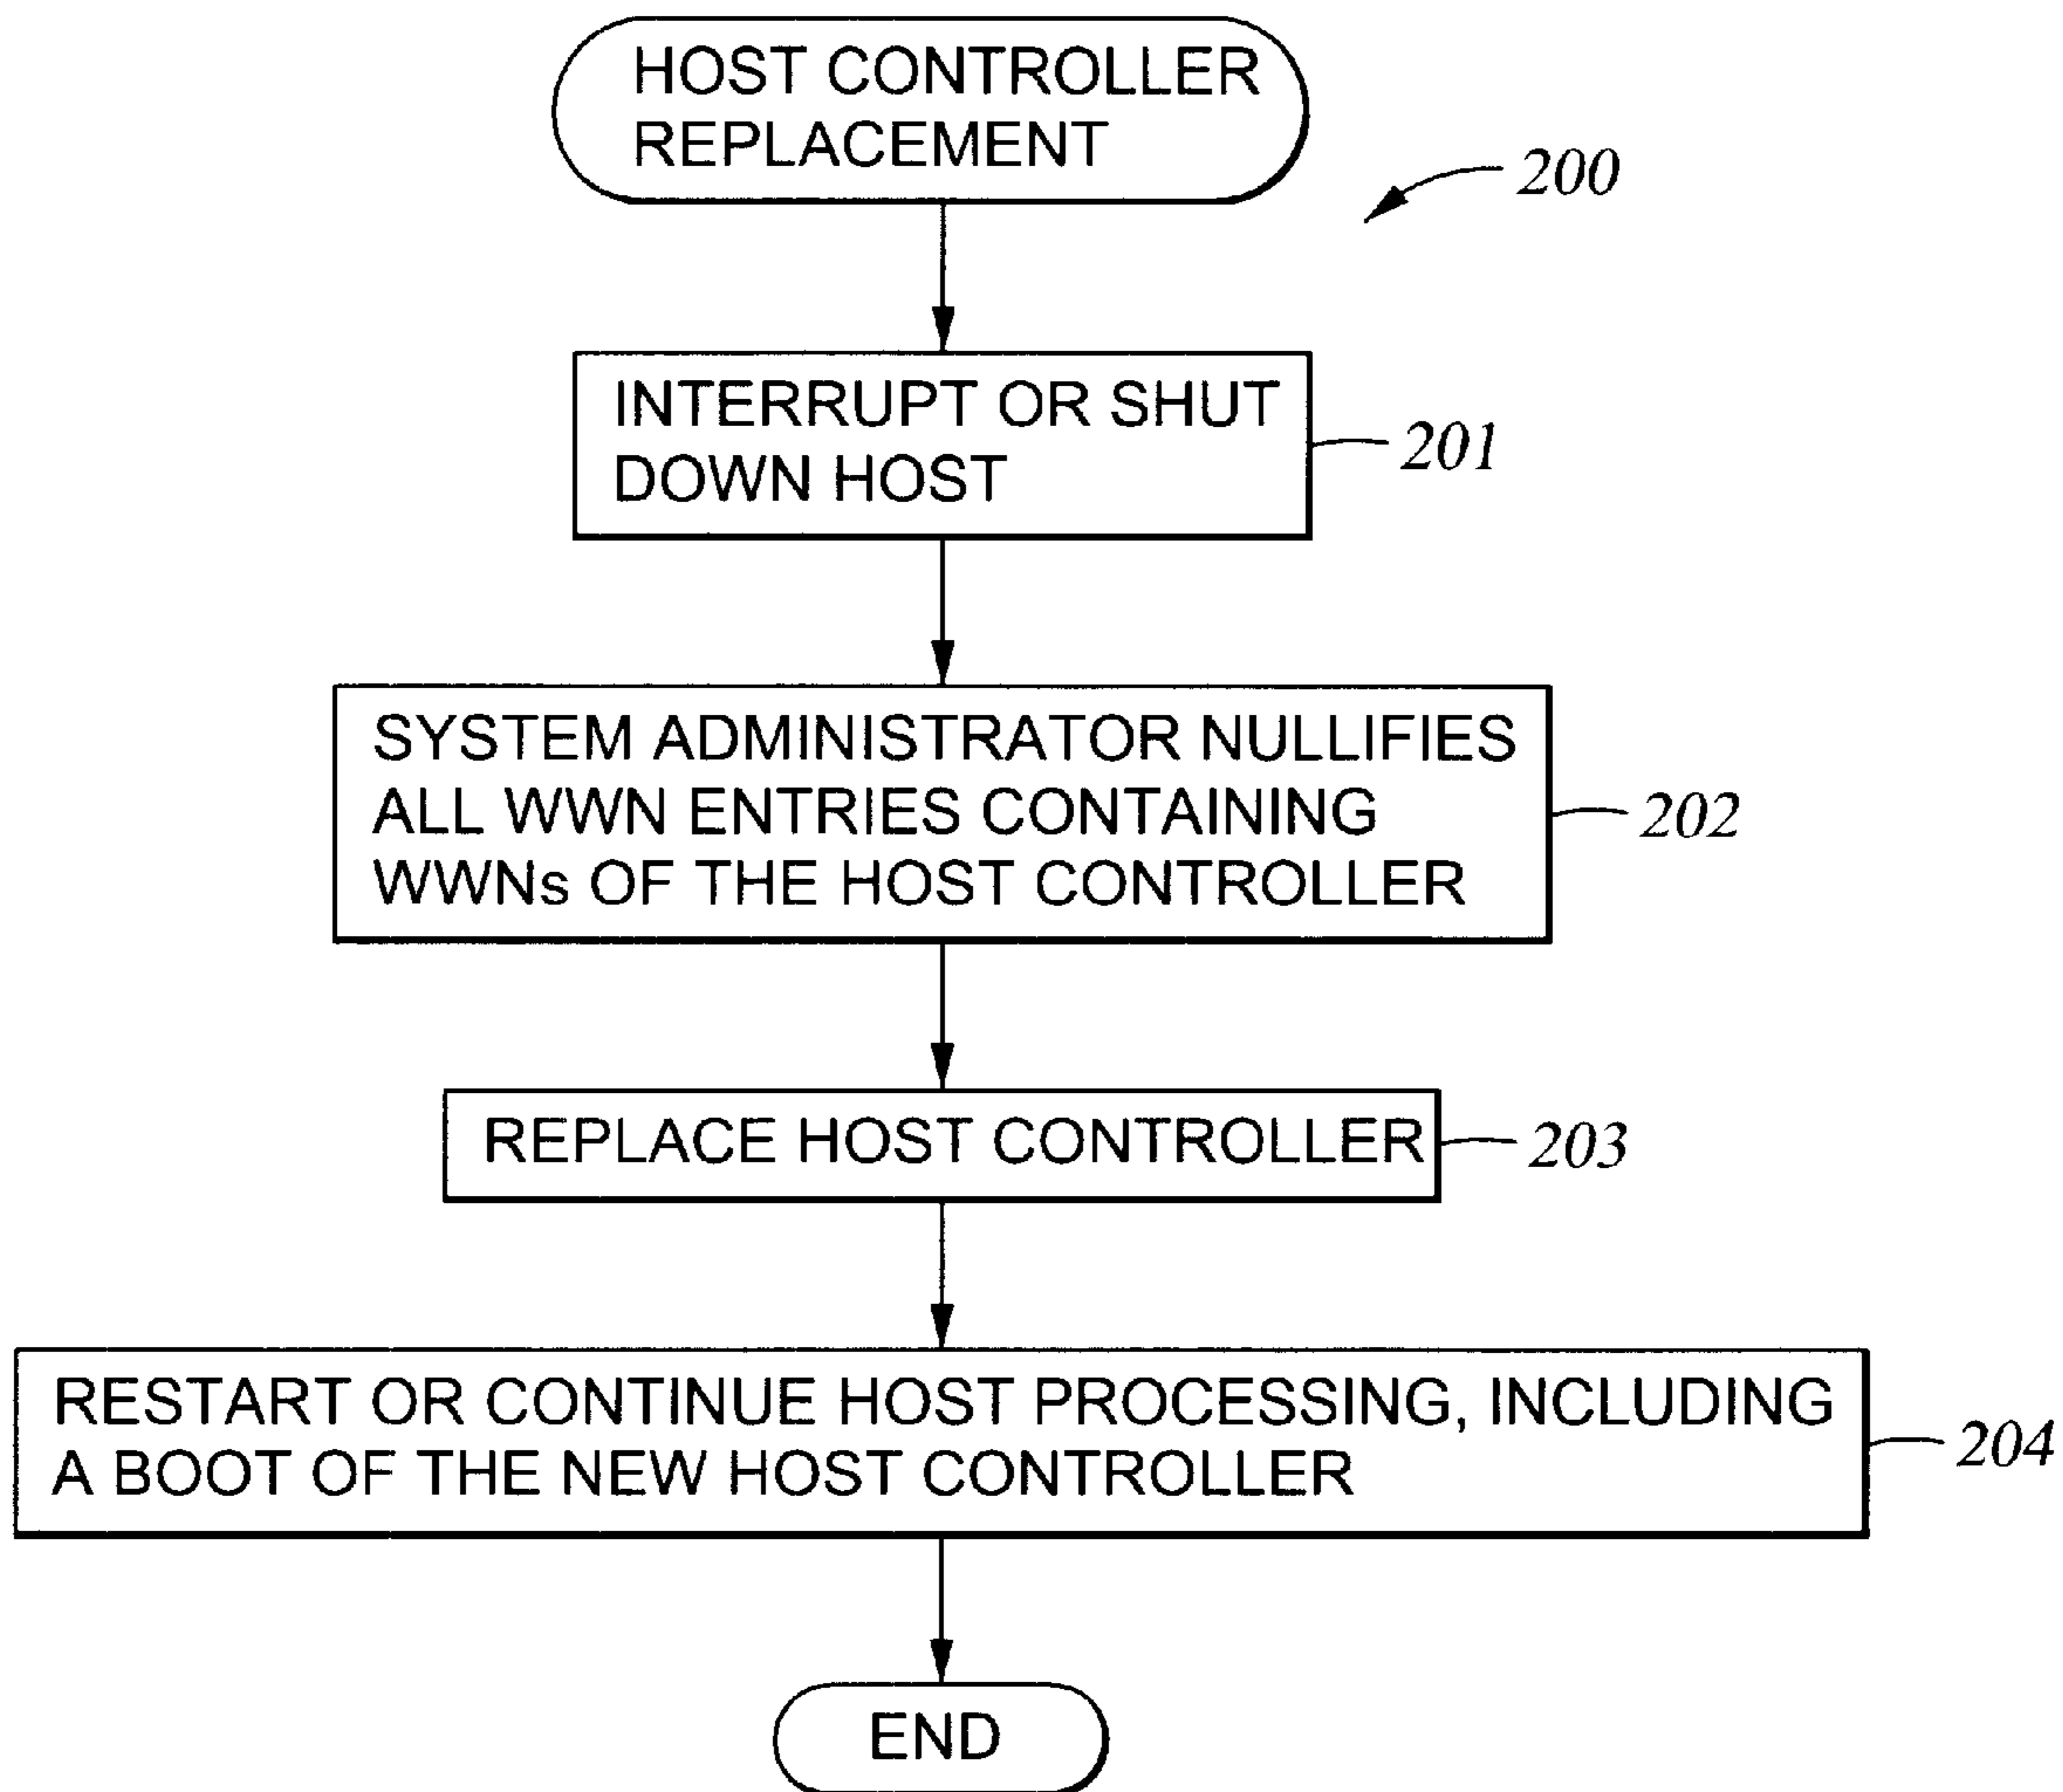 HOST CONTROLLER
REPLACEMENT
200
INTERRUPT OR SHUT
DOWN HOST
201
SYSTEM ADMINISTRATOR NULLIFIES
ALL WWN ENTRIES CONTAINING
WWNs OF THE HOST CONTROLLER
202
REPLACE HOST CONTROLLER
203
RESTART OR CONTINUE HOST PROCESSING, INCLUDING
A BOOT OF THE NEW HOST CONTROLLER
204
END